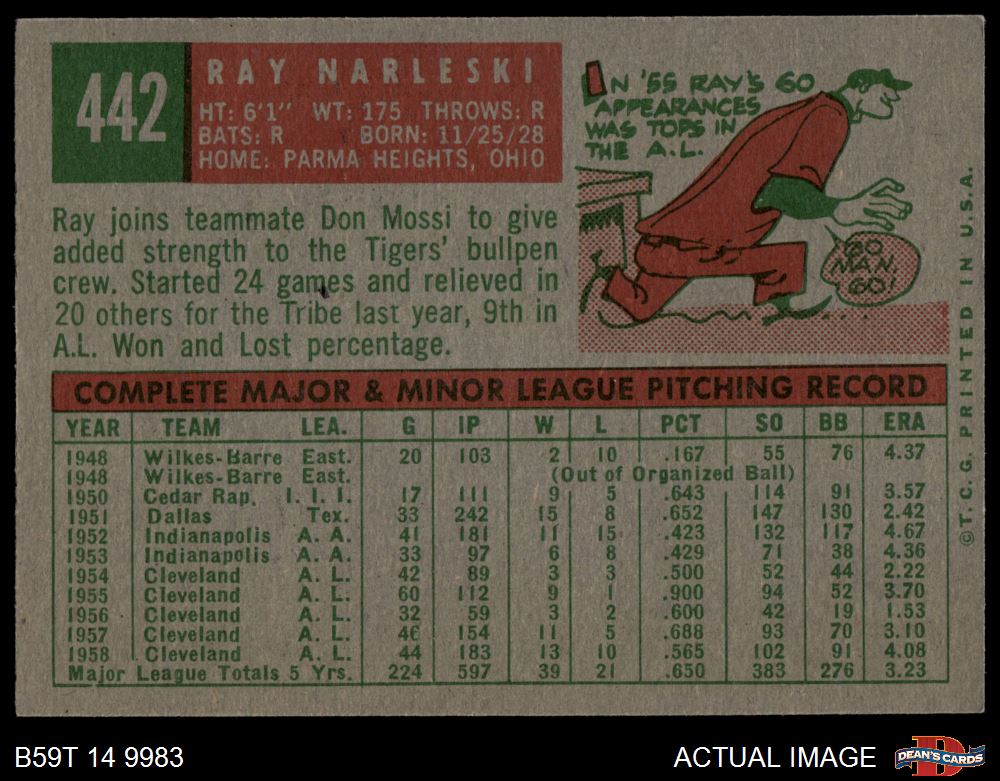 442
RAY NARLESKI
HT: 6'1" WT: 175 THROWS: R
BATS: R BORN: 11/25/28
HOME: PARMA HEIGHTS, OHIO
IN '55 RAY'S 60
APPEARANCES
WAS TOPS IN
THE A.L.
GO
MAN,
GO!
Ray joins teammate Don Mossi to give
added strength to the Tigers' bullpen
crew. Started 24 games and relieved in
20 others for the Tribe last year, 9th in
A.L. Won and Lost percentage.
COMPLETE MAJOR & MINOR LEAGUE PITCHING RECORD
YEAR TEAM LEA. G IP W L PCT SO BB ERA
1948 Wilkes-Barre East. 20 103 2 10 .167 55 76 4.37
1948 Wilkes-Barre East. (Out of Organized Ball)
1950 Cedar Rap. I. I. I. 17 111 9 5 .643 114 91 3.57
1951 Dallas Tex. 33 242 15 8 .652 147 130 2.42
1952 Indianapolis A. A. 41 181 11 15 .423 132 117 4.67
1953 Indianapolis A. A. 33 97 6 8 .429 71 38 4.36
1954 Cleveland A. L. 42 89 3 3 .500 52 44 2.22
1955 Cleveland A. L. 60 112 9 1 .900 94 52 3.70
1956 Cleveland A. L. 32 59 3 2 .600 42 19 1.53
1957 Cleveland A. L. 46 154 11 5 .688 93 70 3.10
1958 Cleveland A. L. 44 183 13 10 .565 102 91 4.08
Major League Totals 5 Yrs. 224 597 39 21 .650 383 276 3.23
©T. C. G. PRINTED IN U.S.A.
B59T 14 9983
ACTUAL IMAGE
D
DEAN'S CARDS